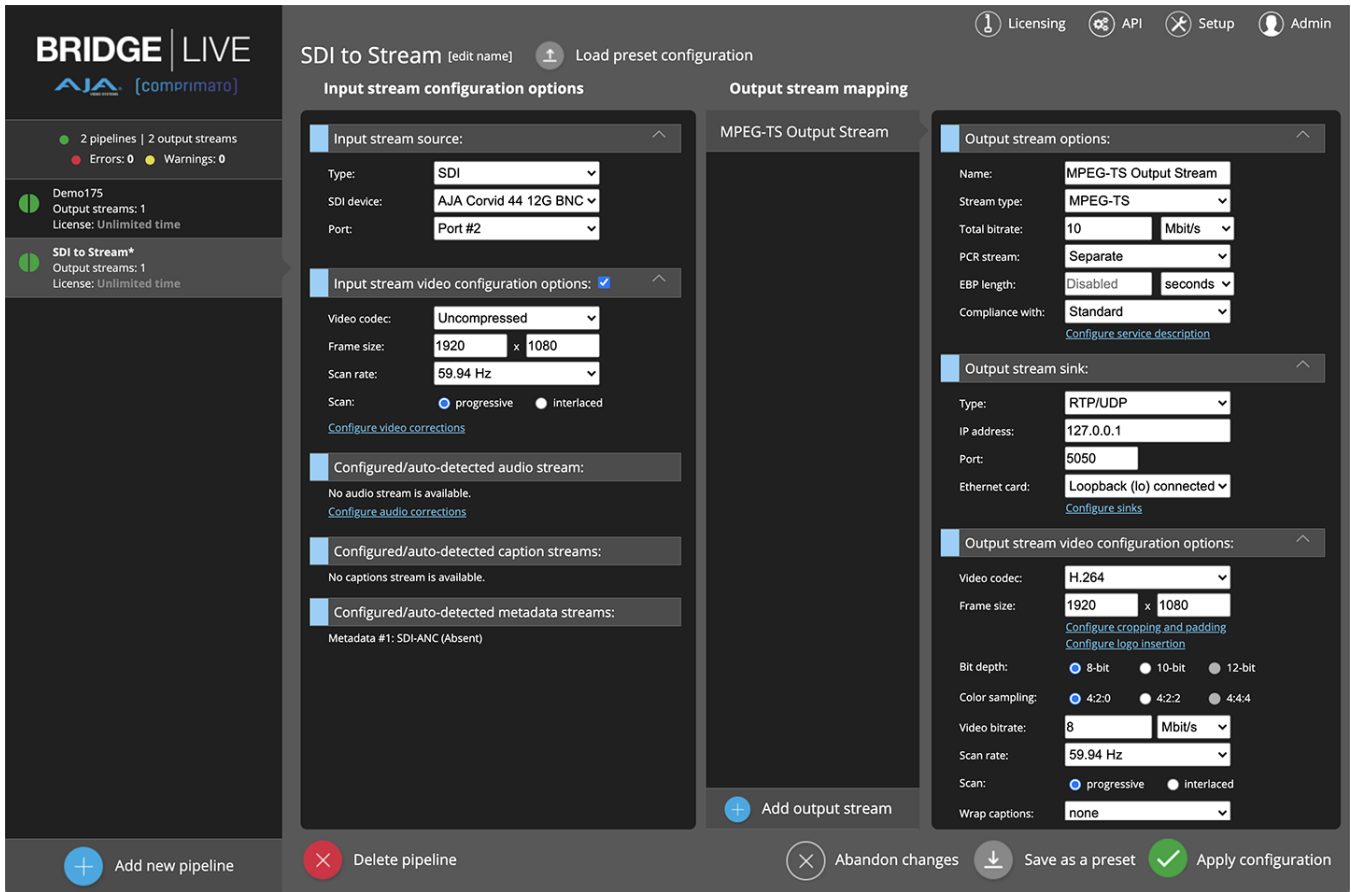 BRIDGE LIVE
AJA VIDEO SYSTEMS [comprimato]
2 pipelines | 2 output streams
Errors: 0 Warnings: 0
Demo175
Output streams: 1
License: Unlimited time
SDI to Stream*
Output streams: 1
License: Unlimited time
Add new pipeline
Licensing API Setup Admin
SDI to Stream [edit name] Load preset configuration
Input stream configuration options
Input stream source:
Type: SDI
SDI device: AJA Corvid 44 12G BNC
Port: Port #2
Input stream video configuration options:
Video codec: Uncompressed
Frame size: 1920 x 1080
Scan rate: 59.94 Hz
Scan: progressive interlaced
Configure video corrections
Configured/auto-detected audio stream:
No audio stream is available.
Configure audio corrections
Configured/auto-detected caption streams:
No captions stream is available.
Configured/auto-detected metadata streams:
Metadata #1: SDI-ANC (Absent)
Delete pipeline
Output stream mapping
MPEG-TS Output Stream
Add output stream
Output stream options:
Name: MPEG-TS Output Stream
Stream type: MPEG-TS
Total bitrate: 10 Mbit/s
PCR stream: Separate
EBP length: Disabled seconds
Compliance with: Standard
Configure service description
Output stream sink:
Type: RTP/UDP
IP address: 127.0.0.1
Port: 5050
Ethernet card: Loopback (lo) connected
Configure sinks
Output stream video configuration options:
Video codec: H.264
Frame size: 1920 x 1080
Configure cropping and padding
Configure logo insertion
Bit depth: 8-bit 10-bit 12-bit
Color sampling: 4:2:0 4:2:2 4:4:4
Video bitrate: 8 Mbit/s
Scan rate: 59.94 Hz
Scan: progressive interlaced
Wrap captions: none
Abandon changes Save as a preset Apply configuration